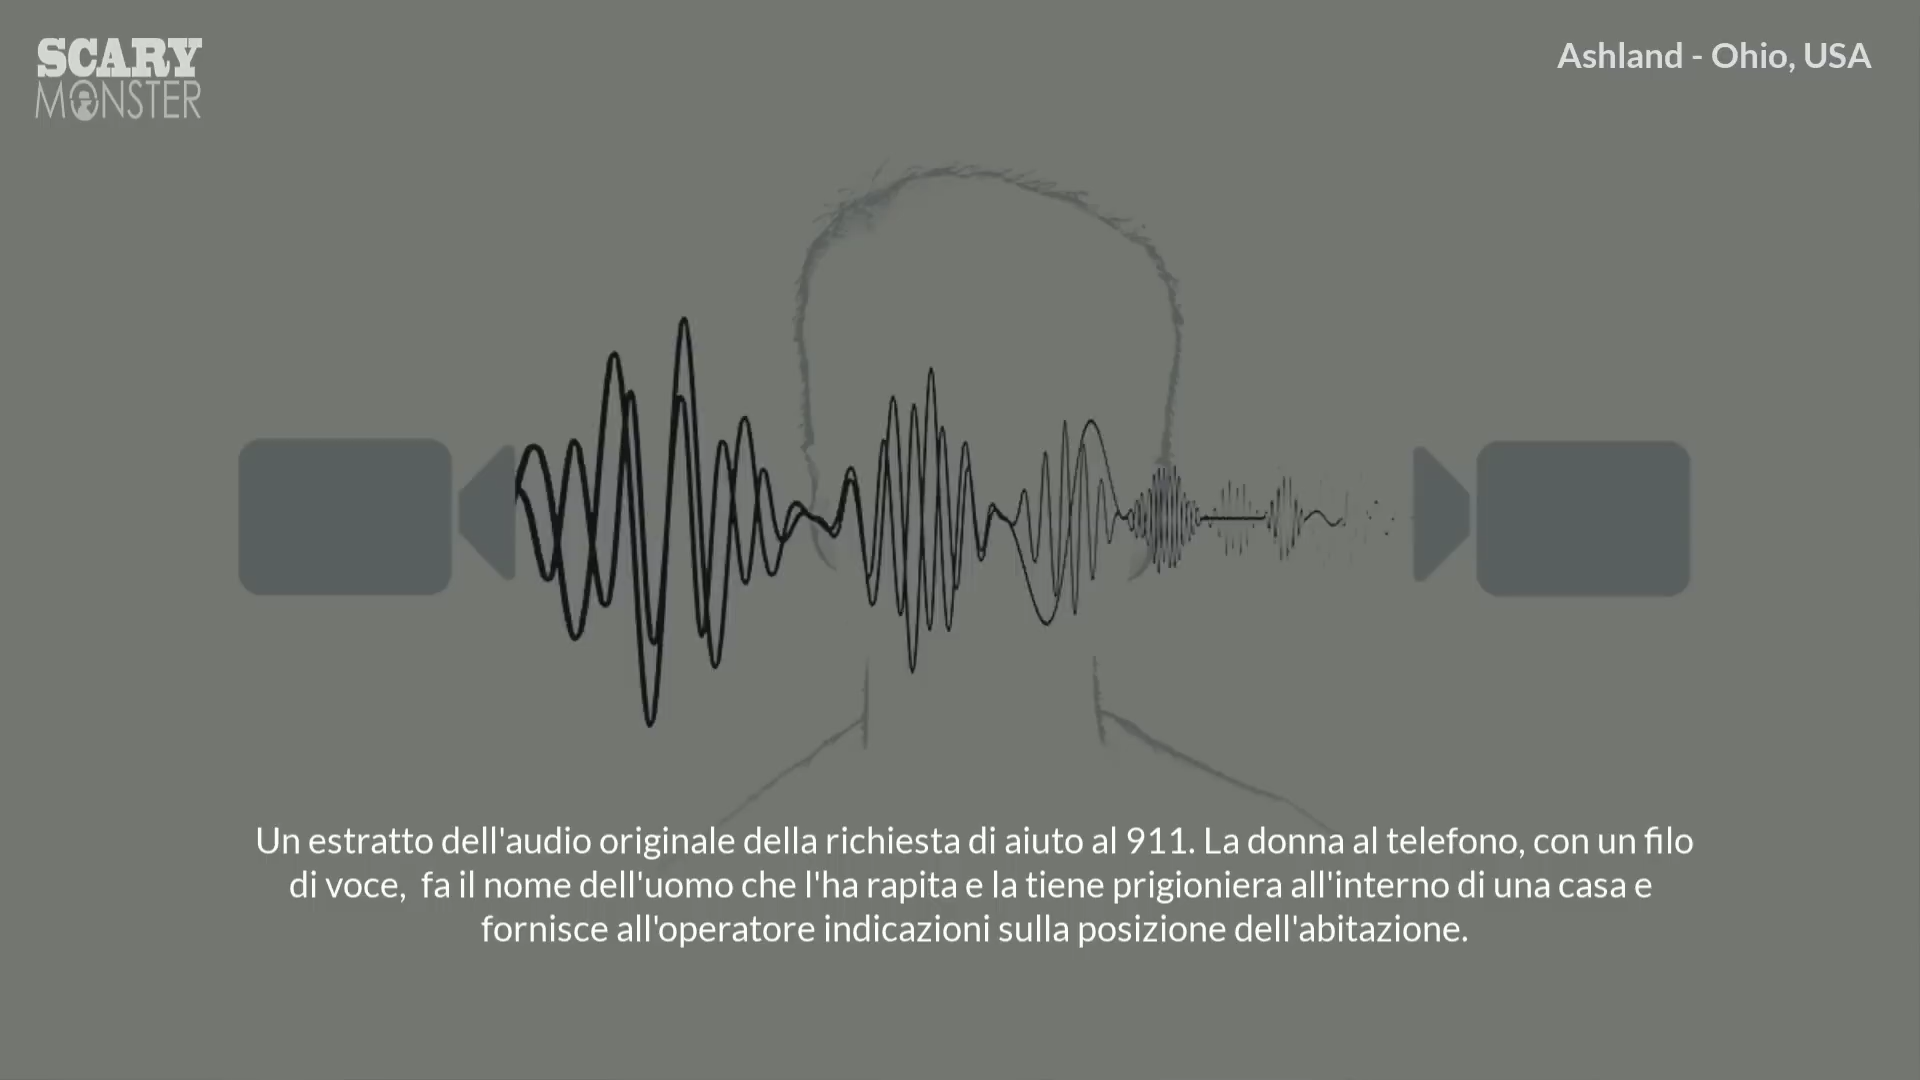 SCARY
MONSTER
Ashland - Ohio, USA
Un estratto dell'audio originale della richiesta di aiuto al 911. La donna al telefono, con un filo
di voce,  fa il nome dell'uomo che l'ha rapita e la tiene prigioniera all'interno di una casa e
fornisce all'operatore indicazioni sulla posizione dell'abitazione.